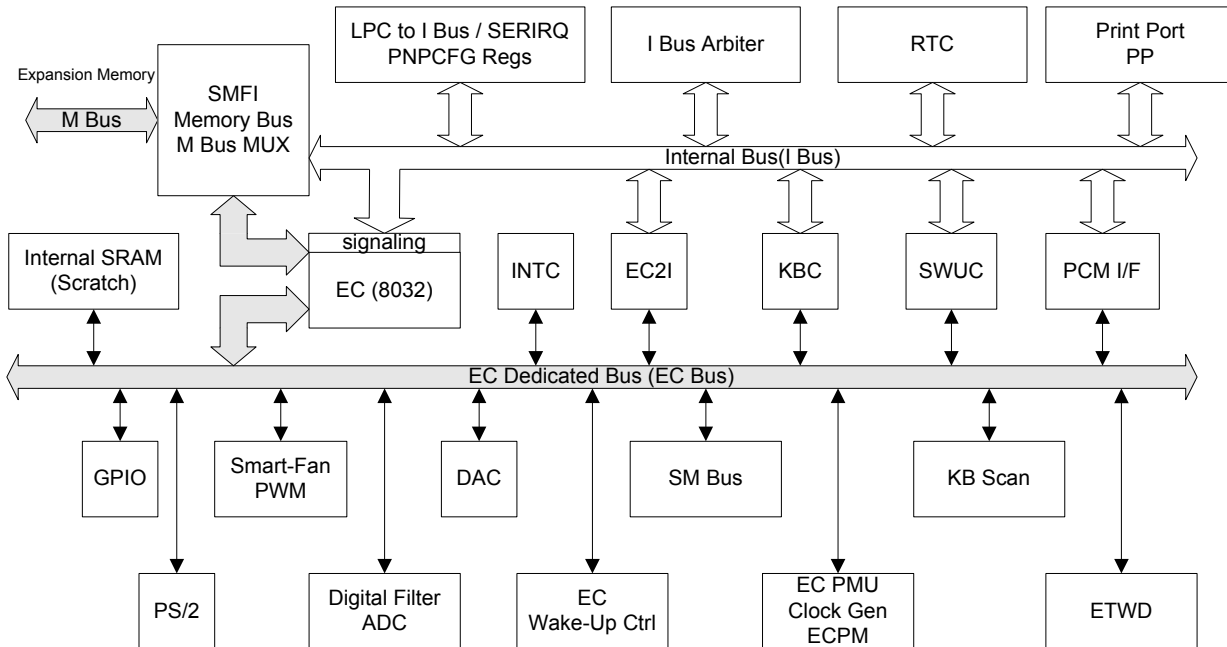 LPC to I Bus / SERIRQ
PNPCFG Regs
I Bus Arbiter
RTC
Print Port
PP
Expansion Memory
M Bus
SMFI
Memory Bus
M Bus MUX
Internal Bus(I Bus)
Internal SRAM
(Scratch)
signaling
EC (8032)
INTC
EC2I
KBC
SWUC
PCM I/F
EC Dedicated Bus (EC Bus)
GPIO
Smart-Fan
PWM
DAC
SM Bus
KB Scan
PS/2
Digital Filter
ADC
EC
Wake-Up Ctrl
EC PMU
Clock Gen
ECPM
ETWD